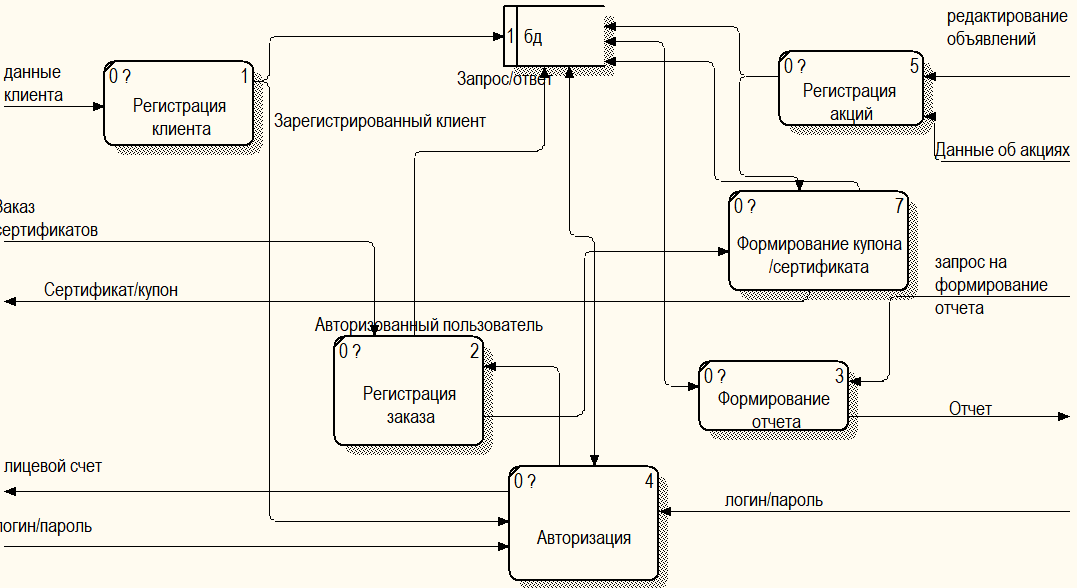 редактирование
объявлений
1 бд
данные
клиента
0 ? 1
Регистрация
клиента
Запрос/ответ
0 ? 5
Регистрация
акций
Зарегистрированный клиент
Данные об акциях
Заказ
сертификатов
0 ? 7
Формирование купона
/сертификата
запрос на
формирование
отчета
Сертификат/купон
Авторизованный пользователь
0 ? 2
Регистрация
заказа
0 ? 3
Формирование
отчета
Отчет
лицевой счет
0 ? 4
Авторизация
логин/пароль
логин/пароль